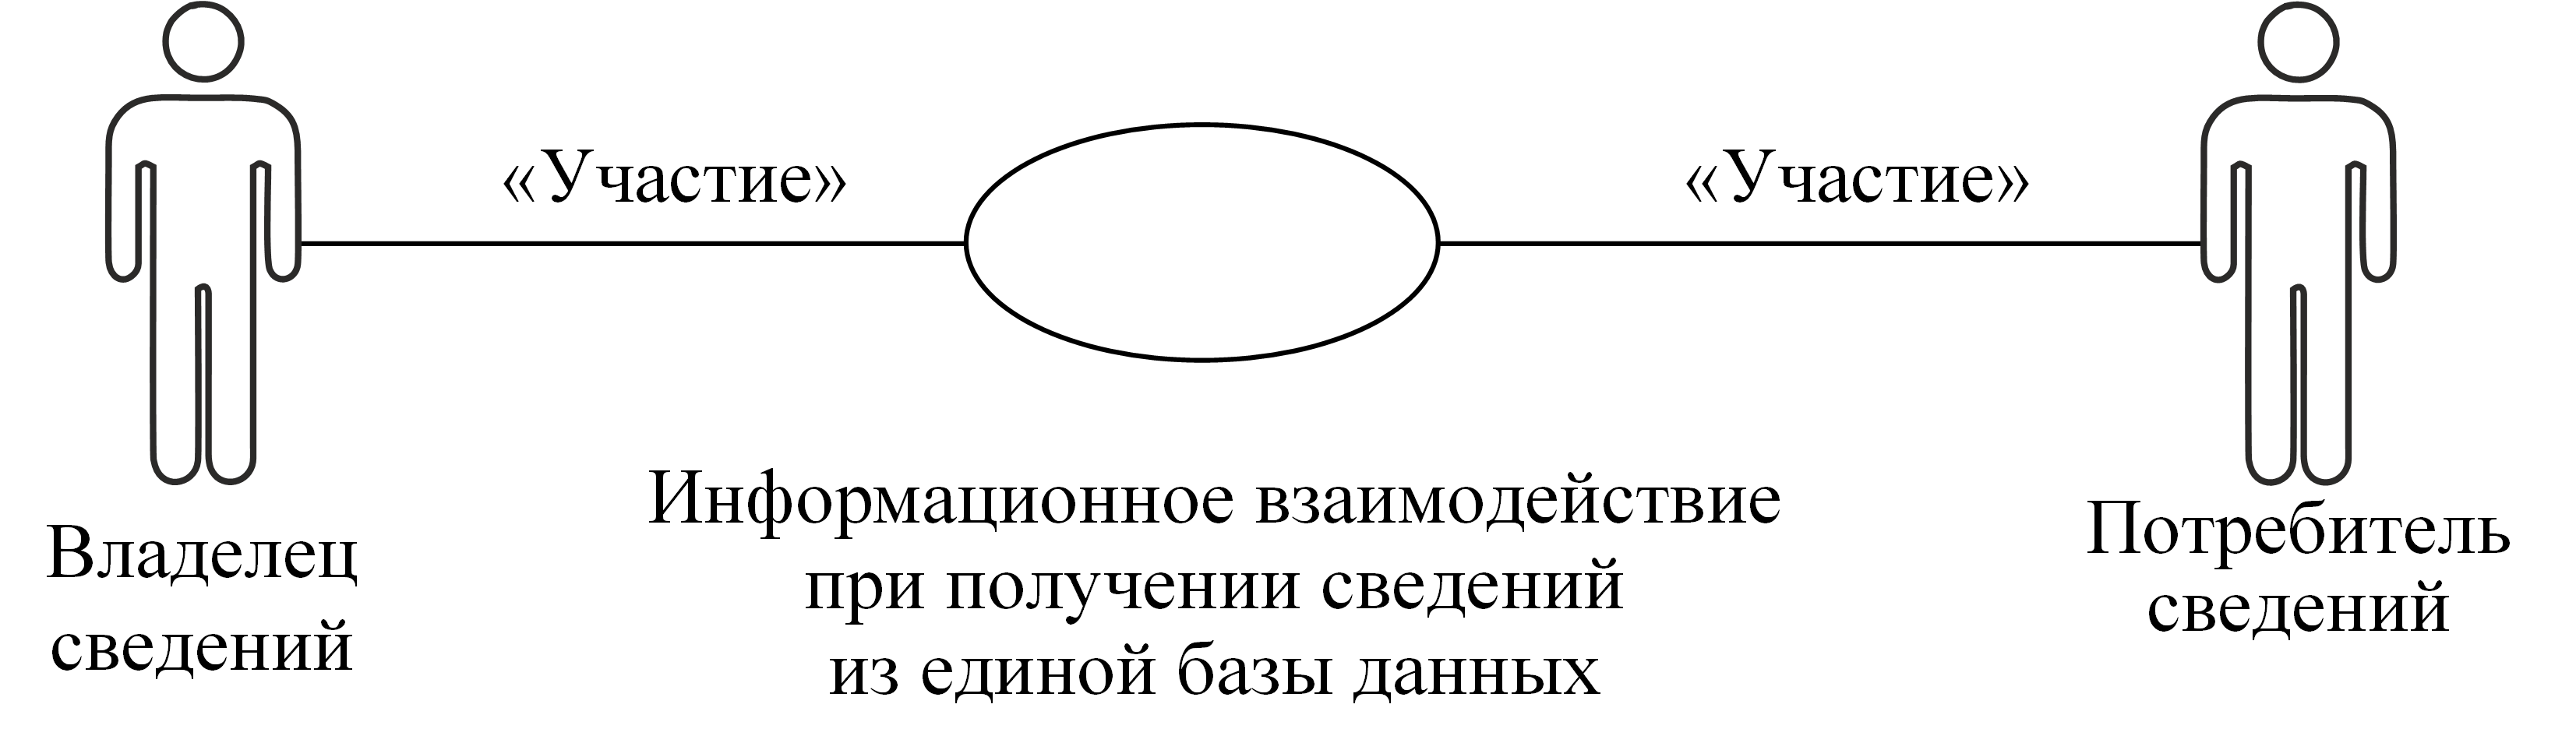 «Участие»
«Участие»
Владелец
сведений
Информационное взаимодействие
при получении сведений
из единой базы данных
Потребитель
сведений